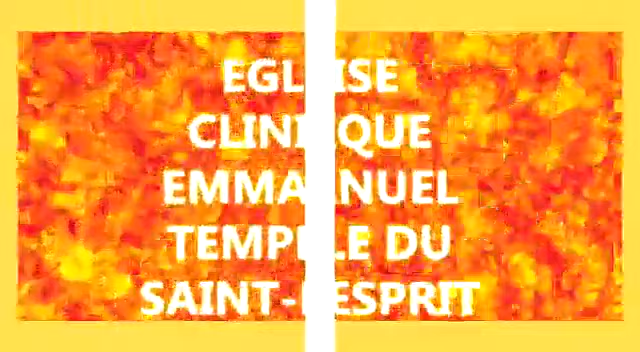 EGLISE
CLINIQUE
EMMANUEL
TEMPLE DU
SAINT-ESPRIT